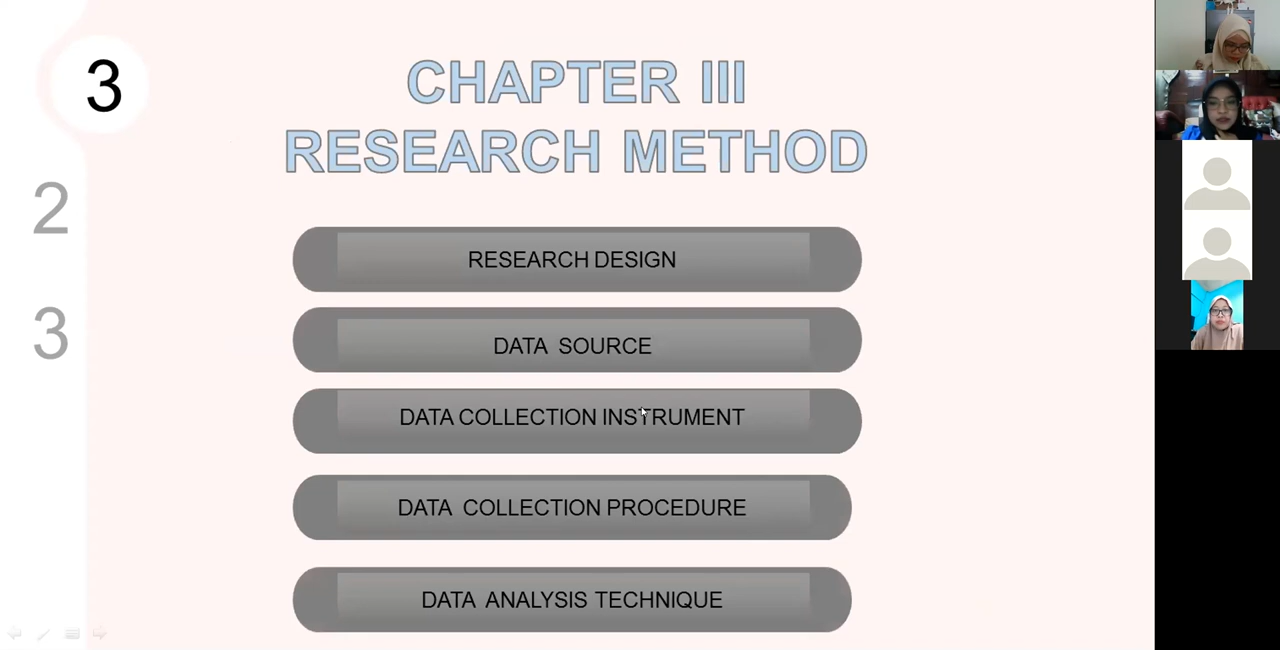 3
CHAPTER III
RESEARCH METHOD
2
3
RESEARCH DESIGN
DATA SOURCE
DATA COLLECTION INSTRUMENT
DATA COLLECTION PROCEDURE
DATA ANALYSIS TECHNIQUE